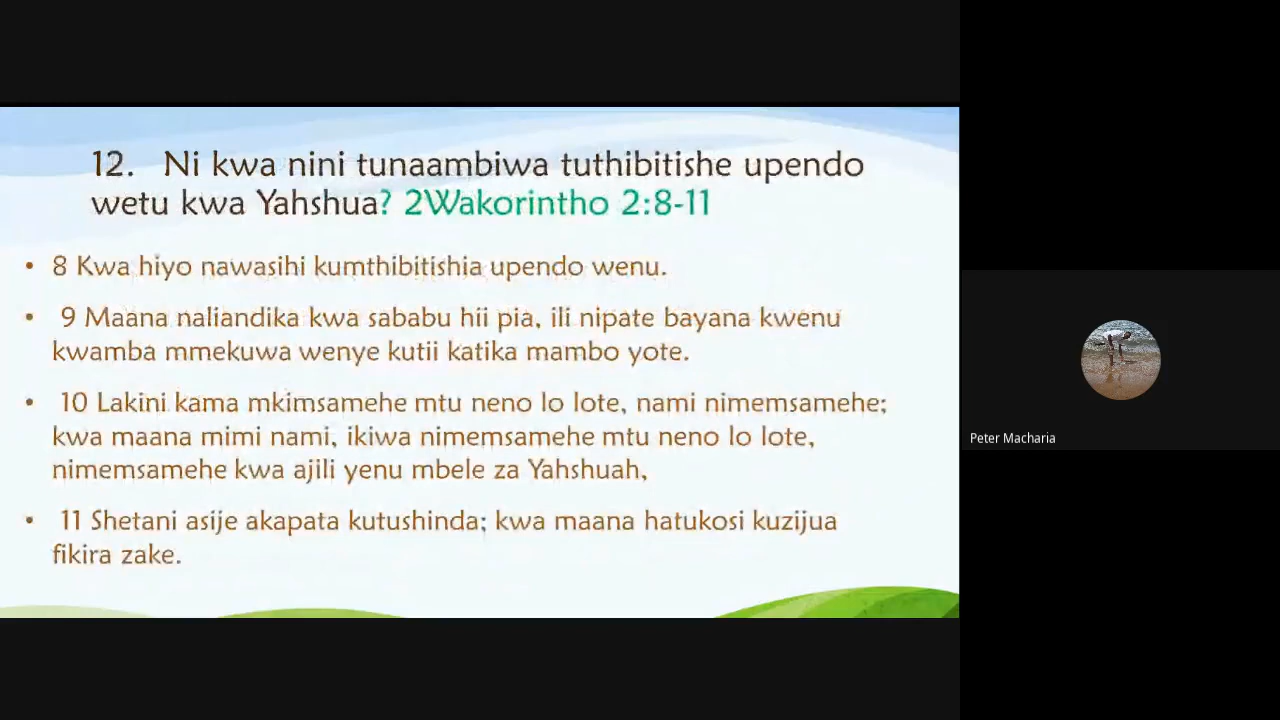 12. Ni kwa nini tunaambiwa tuthibitishe upendo
wetu kwa Yahshua? 2Wakorintho 2:8-11
• 8 Kwa hiyo nawasihi kumthibitishia upendo wenu.
• 9 Maana naliandika kwa sababu hii pia, ili nipate bayana kwenu
kwamba mmekuwa wenye kutii katika mambo yote.
• 10 Lakini kama mkimsamehe mtu neno lo lote, nami nimemsamehe;
kwa maana mimi nami, ikiwa nimemsamehe mtu neno lo lote,
nimemsamehe kwa ajili yenu mbele za Yahshuah,
• 11 Shetani asije akapata kutushinda; kwa maana hatukosi kuzijua
fikira zake.
Peter Macharia